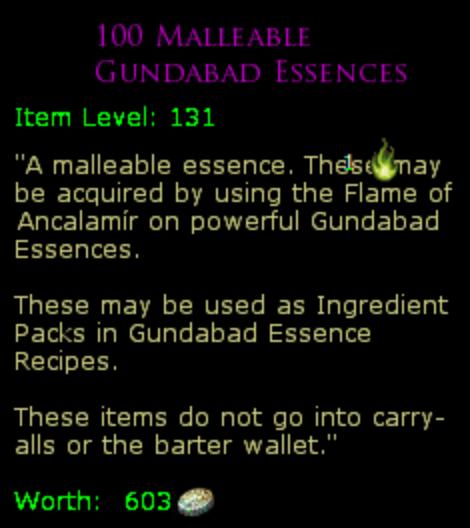 100 Malleable
Gundabad Essences
Item Level: 131
"A malleable essence. These may
be acquired by using the Flame of
Ancalamír on powerful Gundabad
Essences.
These may be used as Ingredient
Packs in Gundabad Essence
Recipes.
These items do not go into carry-
alls or the barter wallet."
Worth: 603